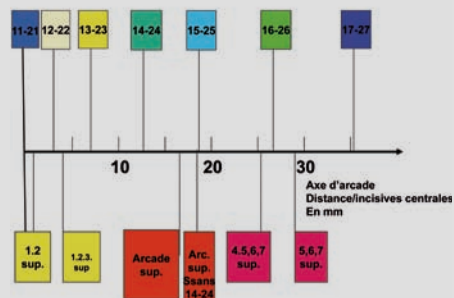 11-21 12-22 13-23 14-24 15-25 16-26 17-27
10 20 30
Axe d'arcade
Distance/incisives centrales
En mm
1.2
sup.
1.2.3.
sup
Arcade
sup.
Arc.
sup.
Ssans
14-24
4.5,6,7
sup.
5,6,7
sup.